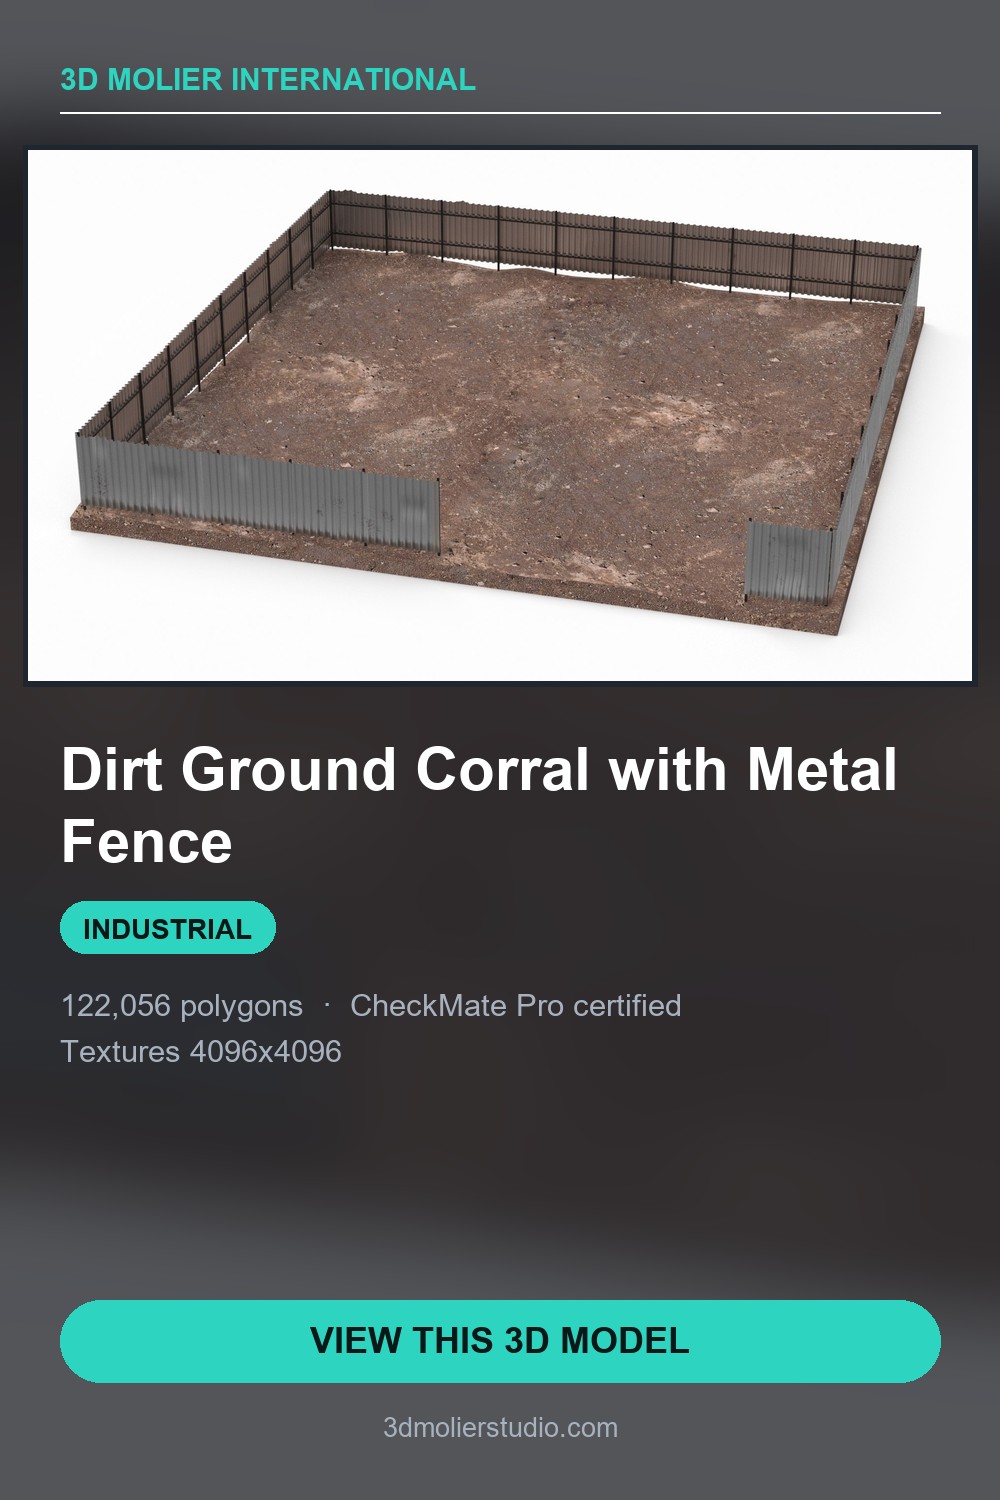 3D MOLIER INTERNATIONAL
Dirt Ground Corral with Metal
Fence
INDUSTRIAL
122,056 polygons · CheckMate Pro certified
Textures 4096x4096
VIEW THIS 3D MODEL
3dmolierstudio.com